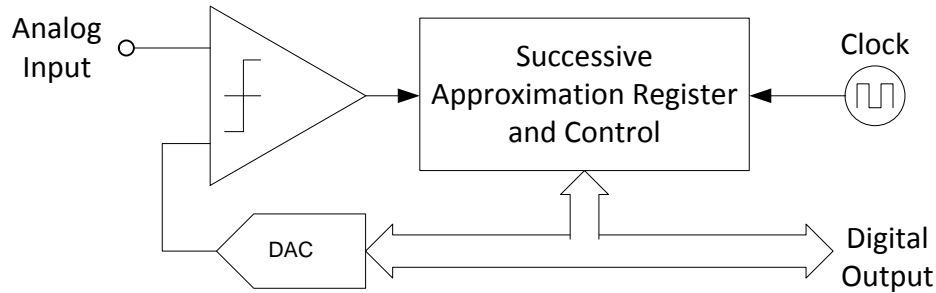 Analog
Input
Successive
Approximation Register
and Control
Clock
DAC
Digital
Output